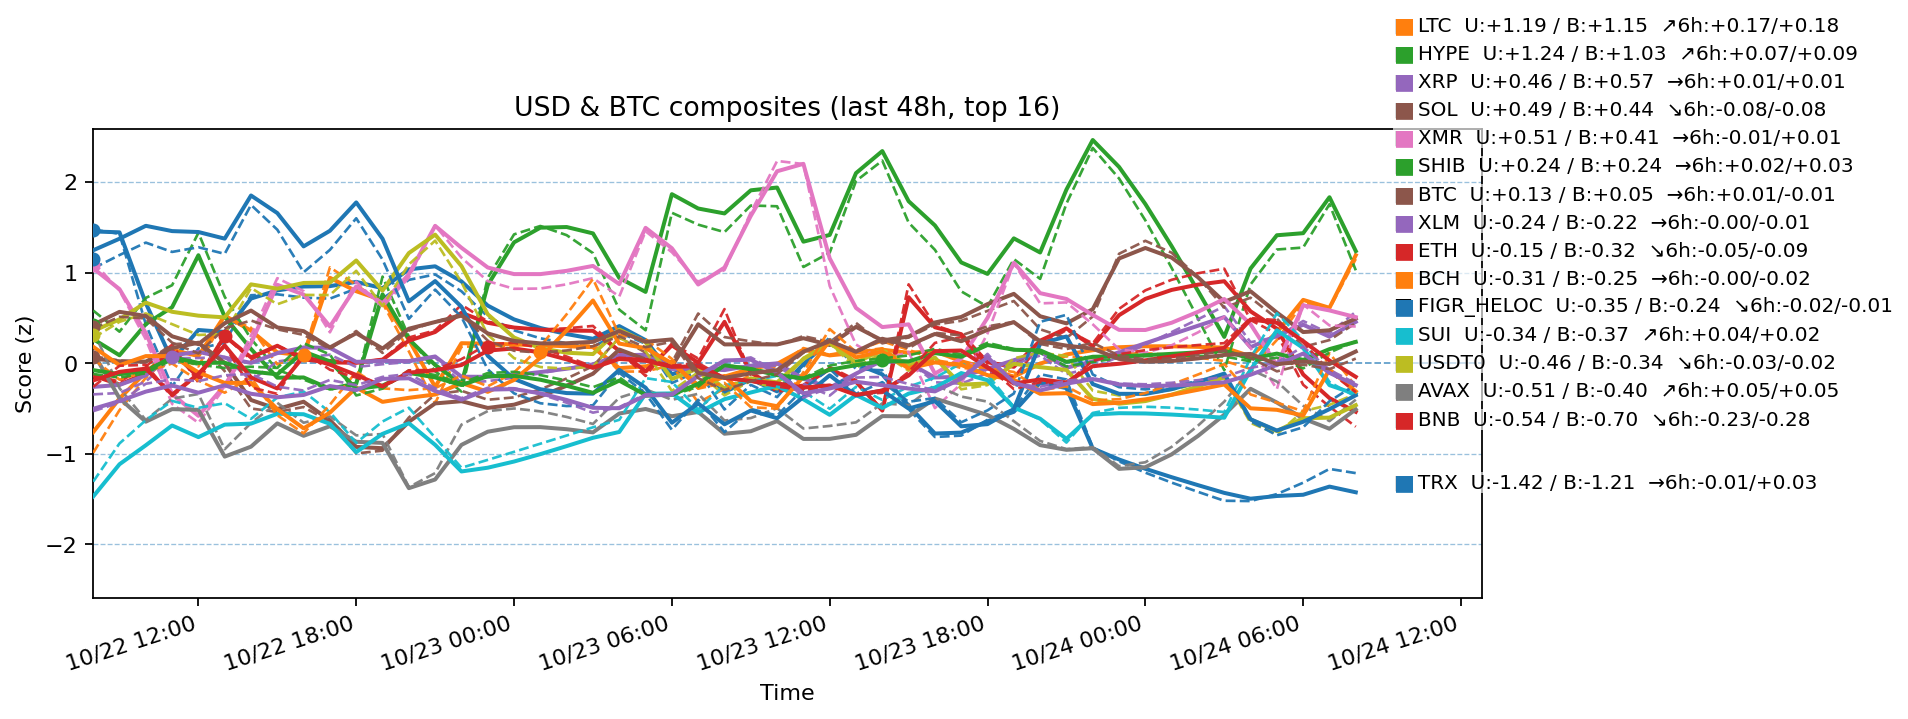 LTC  U:+1.19 / B:+1.15  ↗6h:+0.17/+0.18
HYPE  U:+1.24 / B:+1.03  ↗6h:+0.07/+0.09
XRP  U:+0.46 / B:+0.57  →6h:+0.01/+0.01
SOL  U:+0.49 / B:+0.44  ↘6h:-0.08/-0.08
XMR  U:+0.51 / B:+0.41  →6h:-0.01/+0.01
SHIB  U:+0.24 / B:+0.24  →6h:+0.02/+0.03
BTC  U:+0.13 / B:+0.05  →6h:+0.01/-0.01
XLM  U:-0.24 / B:-0.22  →6h:-0.00/-0.01
ETH  U:-0.15 / B:-0.32  ↘6h:-0.05/-0.09
BCH  U:-0.31 / B:-0.25  →6h:-0.00/-0.02
FIGR_HELOC  U:-0.35 / B:-0.24  ↘6h:-0.02/-0.01
SUI  U:-0.34 / B:-0.37  ↗6h:+0.04/+0.02
USDT0  U:-0.46 / B:-0.34  ↘6h:-0.03/-0.02
AVAX  U:-0.51 / B:-0.40  ↗6h:+0.05/+0.05
BNB  U:-0.54 / B:-0.70  ↘6h:-0.23/-0.28
TRX  U:-1.42 / B:-1.21  →6h:-0.01/+0.03
USD & BTC composites (last 48h, top 16)
Score (z)
2
1
0
−1
−2
10/22 12:00
10/22 18:00
10/23 00:00
10/23 06:00
10/23 12:00
10/23 18:00
10/24 00:00
10/24 06:00
10/24 12:00
Time